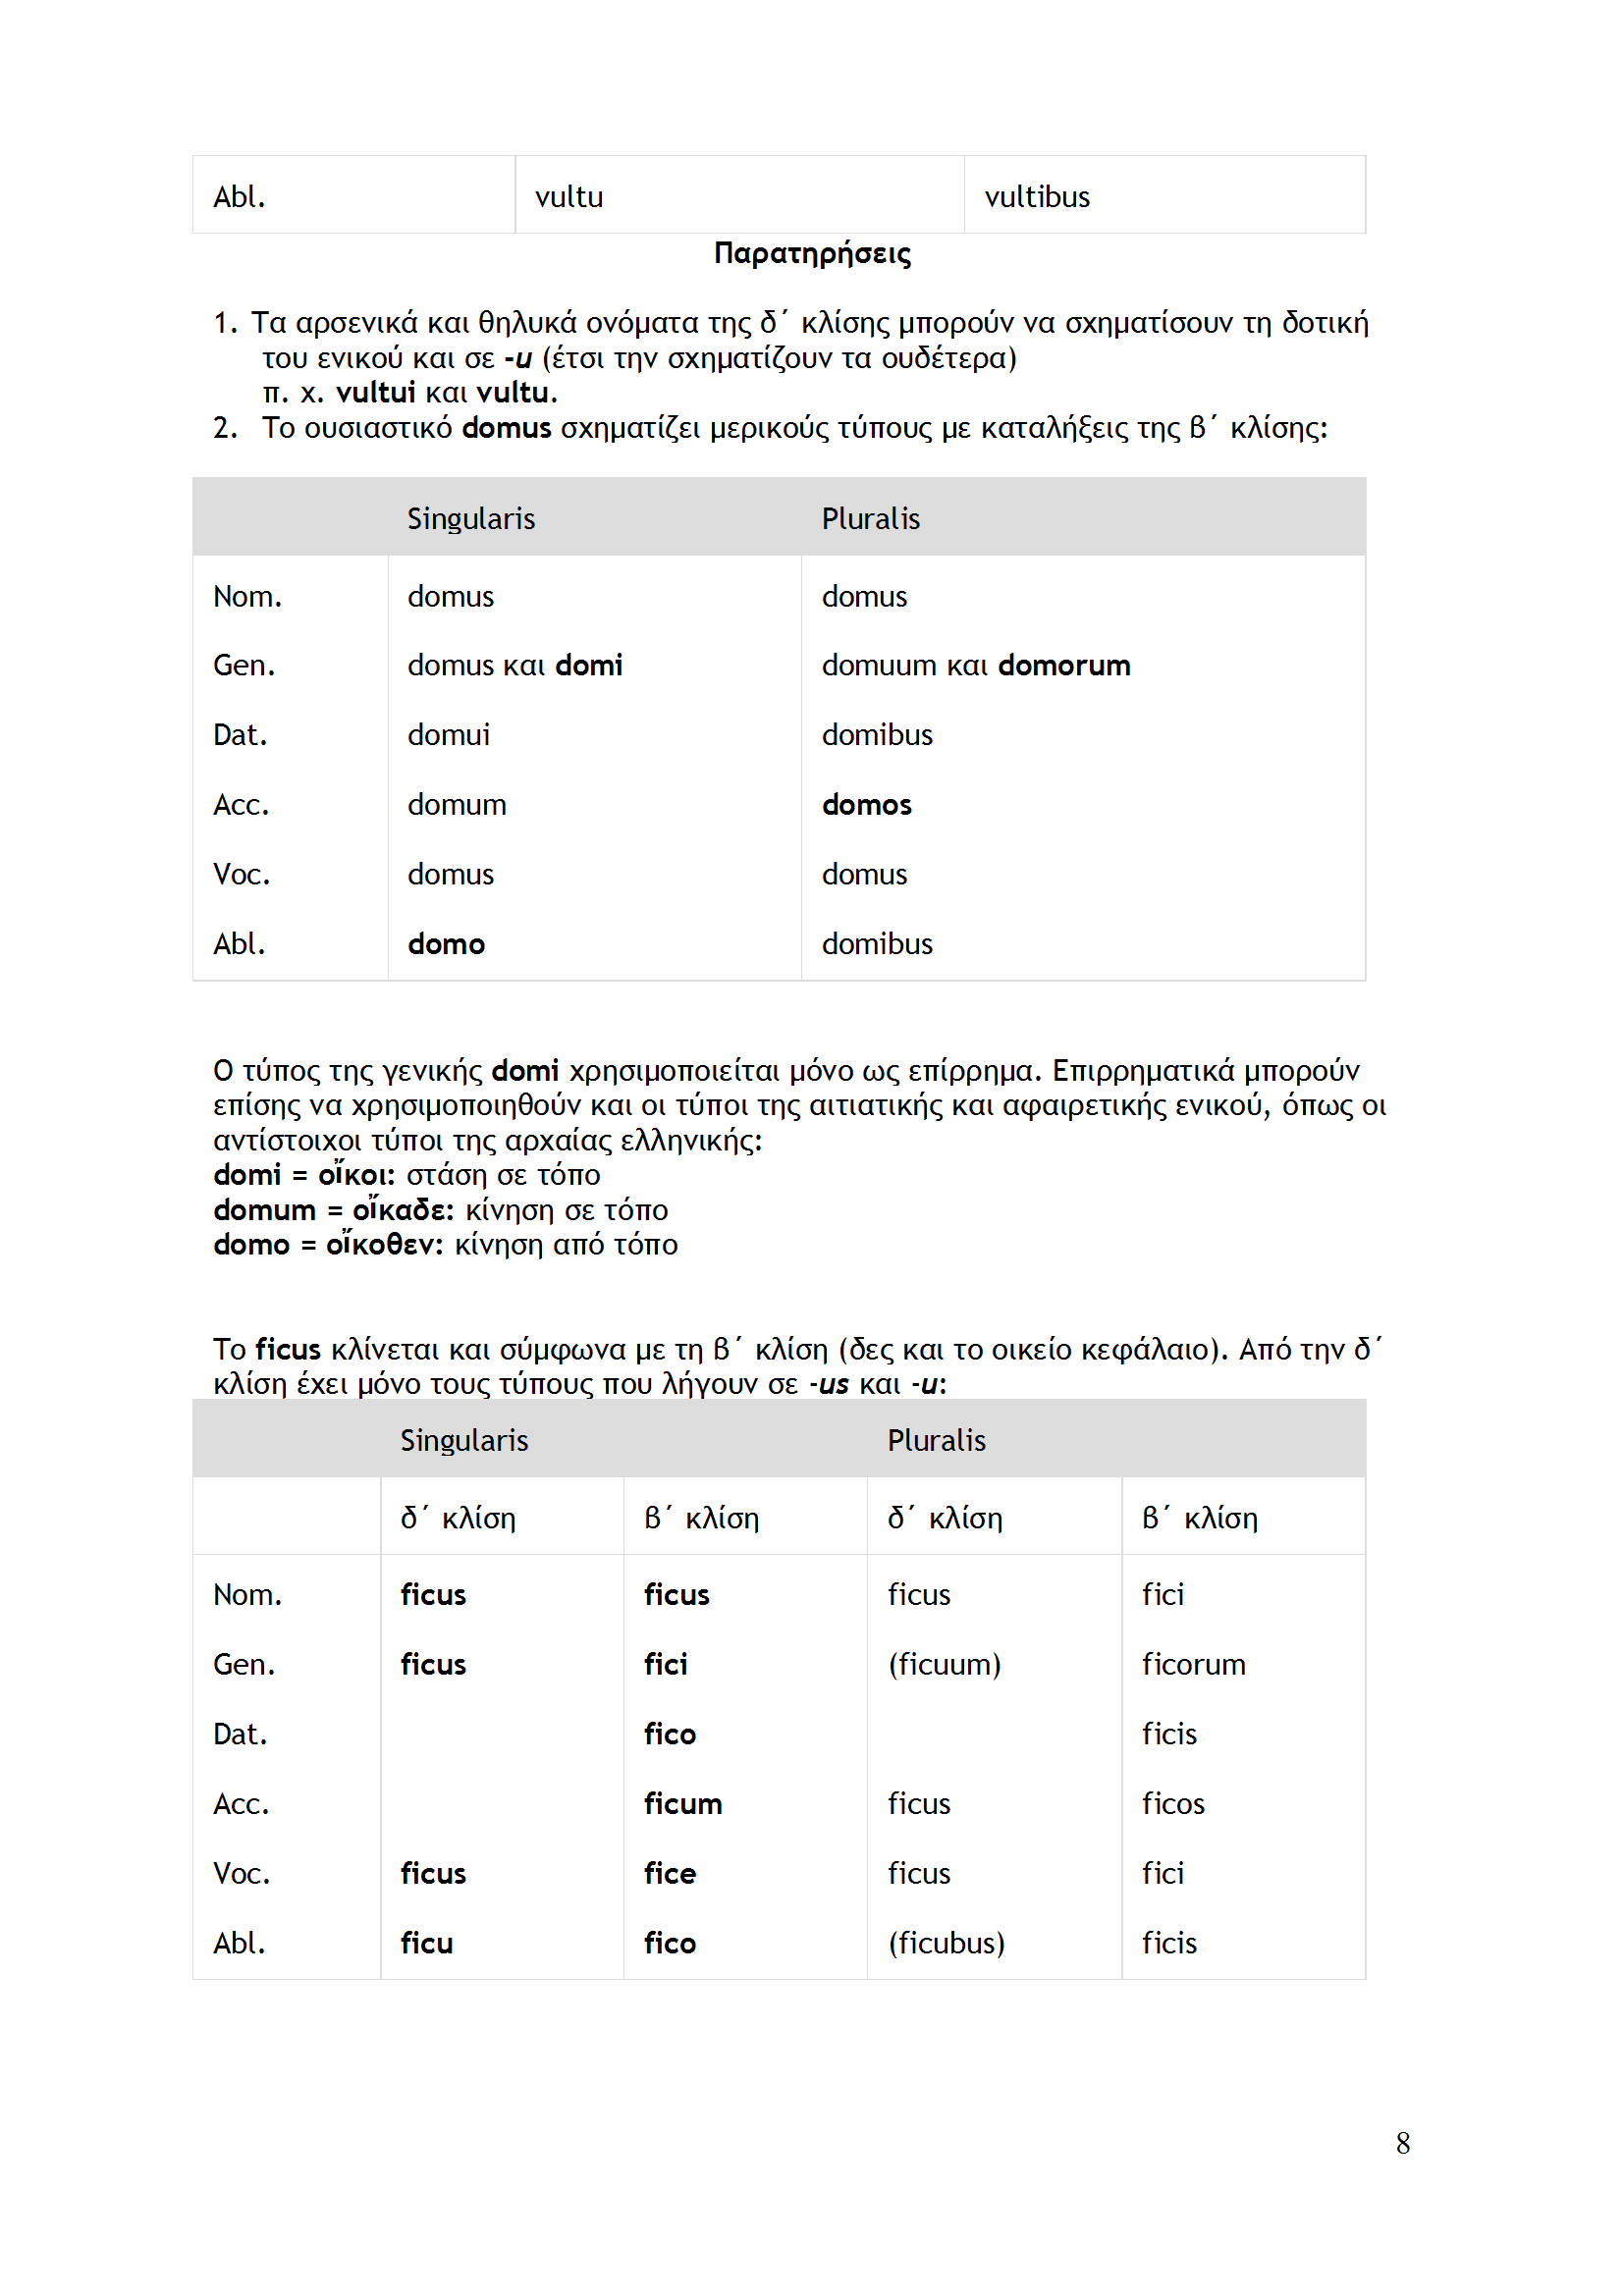 Abl. vultu vultibus
Παρατηρήσεις
1. Τα αρσενικά και θηλυκά ονόματα της δ΄ κλίσης μπορούν να σχηματίσουν τη δοτική
του ενικού και σε -u (έτσι την σχηματίζουν τα ουδέτερα)
π. χ. vultui και vultu.
2. Το ουσιαστικό domus σχηματίζει μερικούς τύπους με καταλήξεις της β΄ κλίσης:
Singularis Pluralis
Nom. domus domus
Gen. domus και domi domuum και domorum
Dat. domui domibus
Acc. domum domos
Voc. domus domus
Abl. domo domibus
Ο τύπος της γενικής domi χρησιμοποιείται μόνο ως επίρρημα. Επιρρηματικά μπορούν
επίσης να χρησιμοποιηθούν και οι τύποι της αιτιατικής και αφαιρετικής ενικού, όπως οι
αντίστοιχοι τύποι της αρχαίας ελληνικής:
domi = οἴκοι: στάση σε τόπο
domum = οἴκαδε: κίνηση σε τόπο
domo = οἴκοθεν: κίνηση από τόπο
Το ficus κλίνεται και σύμφωνα με τη β΄ κλίση (δες και το οικείο κεφάλαιο). Από την δ΄
κλίση έχει μόνο τους τύπους που λήγουν σε -us και -u:
Singularis Pluralis
δ΄ κλίση β΄ κλίση δ΄ κλίση β΄ κλίση
Nom. ficus ficus ficus fici
Gen. ficus fici (ficuum) ficorum
Dat. fico ficis
Acc. ficum ficus ficos
Voc. ficus fice ficus fici
Abl. ficu fico (ficubus) ficis
8